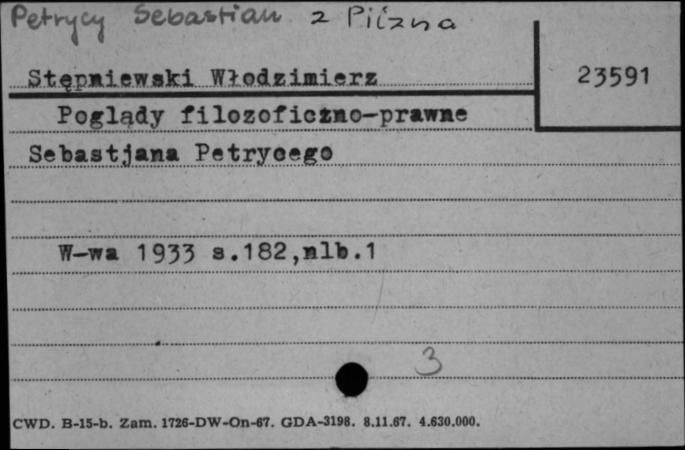 Petrycy Sebastian z Pilzna
Stępniewski Włodzimierz
23591
Poglądy filozoficzno-prawne
Sebastjana Petrycego
W-wa 1933 s.182,nlb.1
3
CWD. B-15-b. Zam. 1726-DW-On-67. GDA-3198. 8.11.67. 4.630.000.